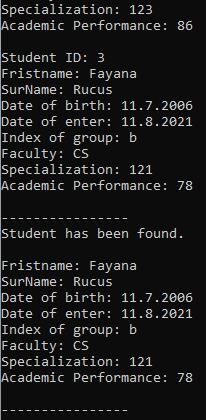 Specialization: 123
Academic Performance: 86
Student ID: 3
Fristname: Fayana
SurName: Rucus
Date of birth: 11.7.2006
Date of enter: 11.8.2021
Index of group: b
Faculty: CS
Specialization: 121
Academic Performance: 78
----------------
Student has been found.
Fristname: Fayana
SurName: Rucus
Date of birth: 11.7.2006
Date of enter: 11.8.2021
Index of group: b
Faculty: CS
Specialization: 121
Academic Performance: 78
----------------